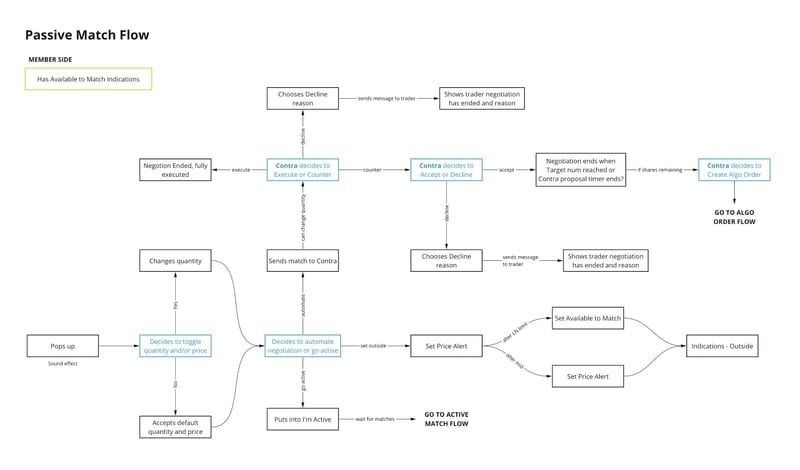 Passive Match Flow
MEMBER SIDE
Has Available to Match Indications
Chooses Decline
reason
sends message to trader
Shows trader negotiation
has ended and reason
decline
Negotion Ended, fully
executed
execute
Contra decides to
Execute or Counter
counter
Contra decides to
Accept or Decline
accept
Negotiation ends when
Target num reached or
Contra proposal timer ends?
if shares remaining
Contra decides to
Create Algo Order
GO TO ALGO
ORDER FLOW
can change quantity
decline
Changes quantity
Sends match to Contra
Chooses Decline
reason
sends message
to trader
Shows trader negotiation
has ended and reason
Yes
automate
Pops up
Sound effect
Decides to toggle
quantity and/or price
Decides to automate
negotiation or go active
set outside
Set Price Alert
alter LN limit
Set Available to Match
alter mid
Set Price Alert
Indications - Outside
No
go active
Accepts default
quantity and price
Puts into I'm Active
wait for matches
GO TO ACTIVE
MATCH FLOW